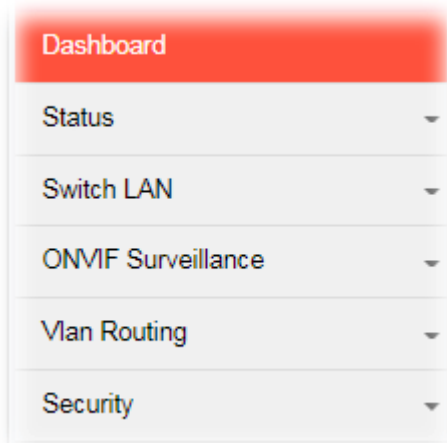 Dashboard
Status
Switch LAN
ONVIF Surveillance
Vlan Routing
Security